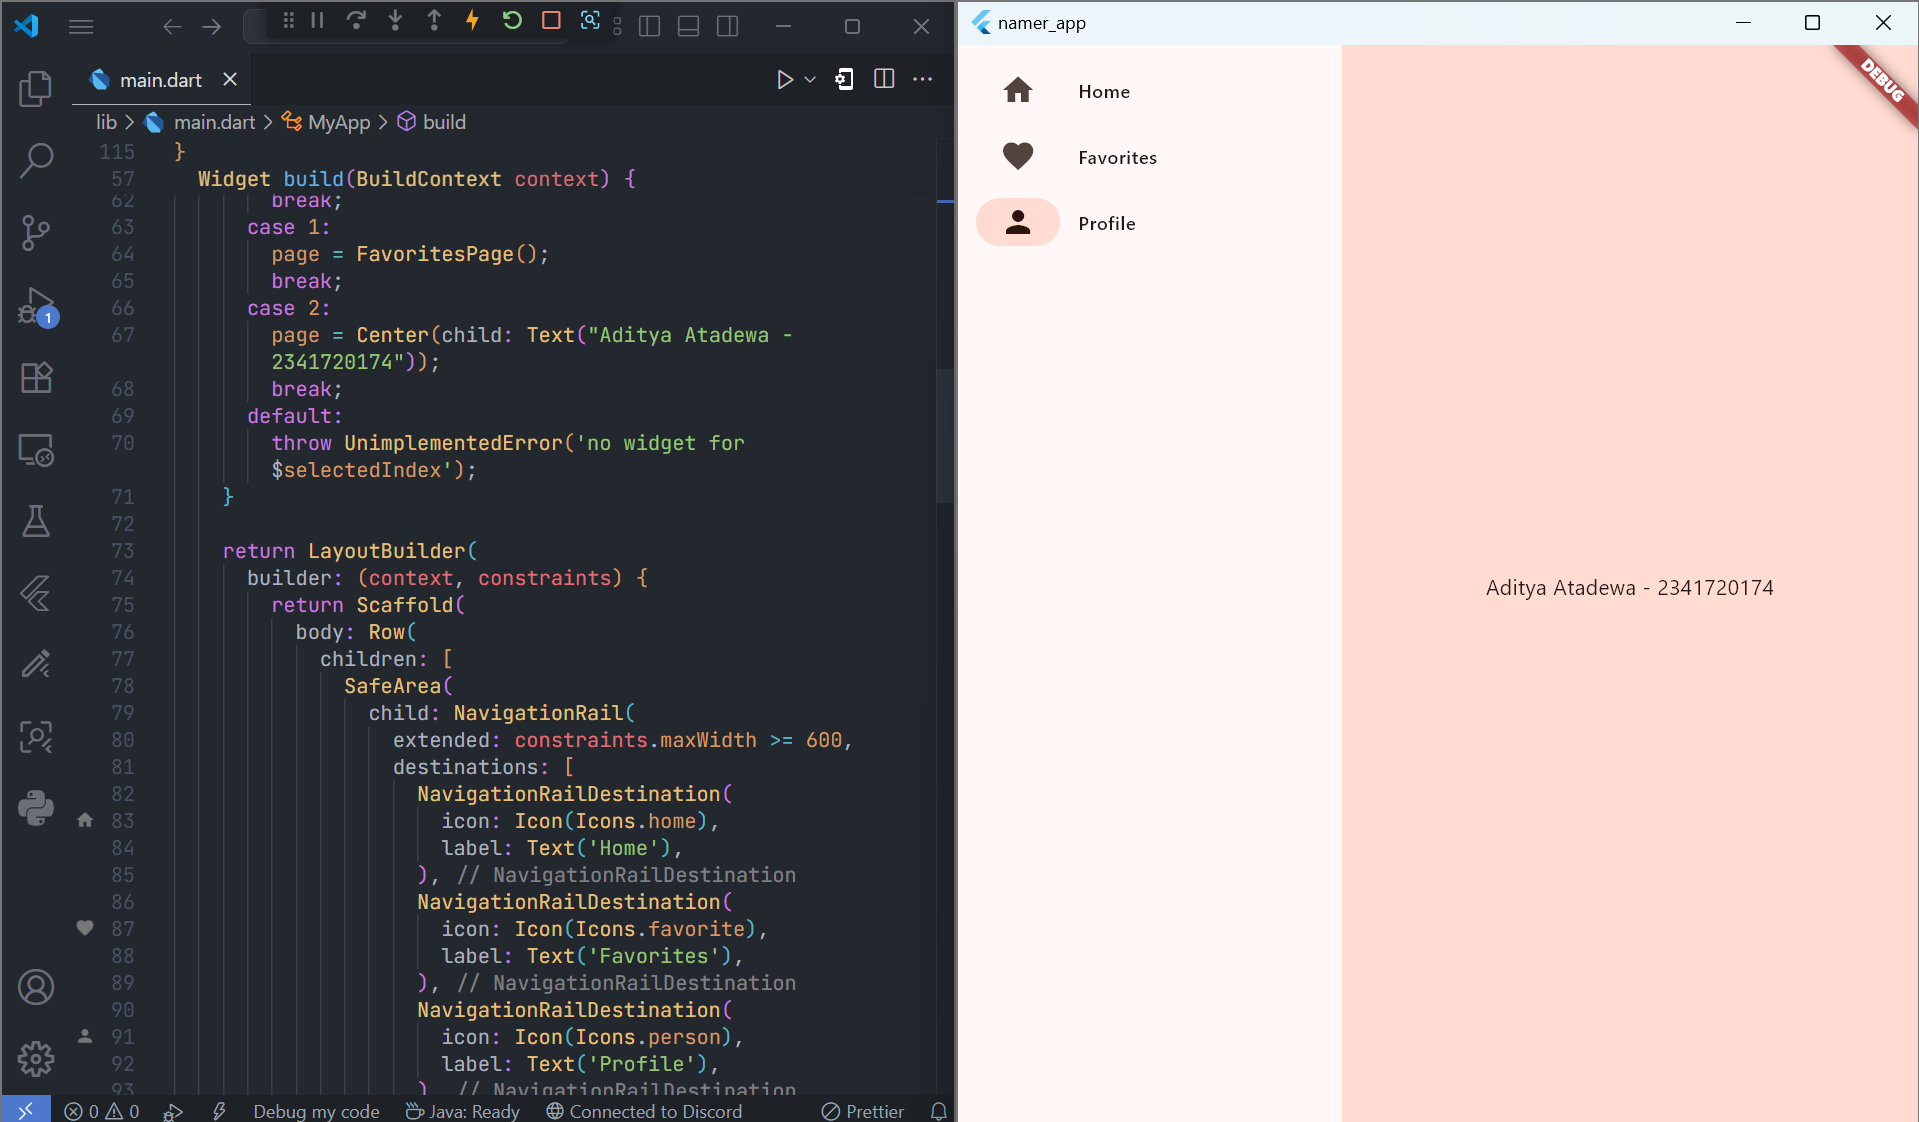 main.dart
lib > main.dart > MyApp > build
115 }
57 Widget build(BuildContext context) {
62 break;
63 case 1:
64 page = FavoritesPage();
65 break;
66 case 2:
67 page = Center(child: Text("Aditya Atadewa -
2341720174"));
68 break;
69 default:
70 throw UnimplementedError('no widget for
$selectedIndex');
71 }
72
73 return LayoutBuilder(
74 builder: (context, constraints) {
75 return Scaffold(
76 body: Row(
77 children: [
78 SafeArea(
79 child: NavigationRail(
80 extended: constraints.maxWidth >= 600,
81 destinations: [
82 NavigationRailDestination(
83 icon: Icon(Icons.home),
84 label: Text('Home'),
85 ), // NavigationRailDestination
86 NavigationRailDestination(
87 icon: Icon(Icons.favorite),
88 label: Text('Favorites'),
89 ), // NavigationRailDestination
90 NavigationRailDestination(
91 icon: Icon(Icons.person),
92 label: Text('Profile'),
93 ), // NavigationRailDestination
1
0 0 Debug my code Java: Ready Connected to Discord Prettier
namer_app
DEBUG
Home
Favorites
Profile
Aditya Atadewa - 2341720174